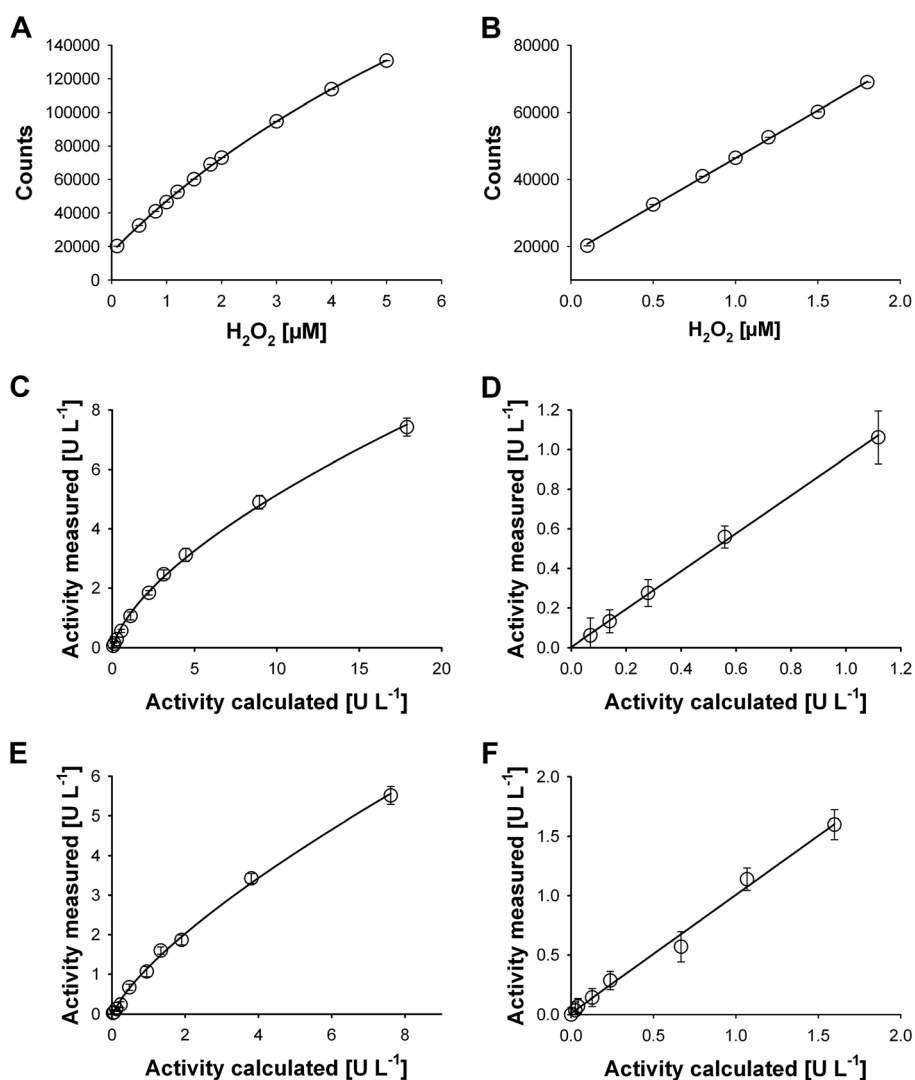 A
140000
120000
100000
80000
60000
40000
20000
0
Counts
0 1 2 3 4 5 6
H₂O₂ [µM]
B
80000
60000
40000
20000
0
Counts
0.0 0.5 1.0 1.5 2.0
H₂O₂ [µM]
C
8
6
4
2
0
Activity measured [U L⁻¹]
0 5 10 15 20
Activity calculated [U L⁻¹]
D
1.2
1.0
0.8
0.6
0.4
0.2
0.0
Activity measured [U L⁻¹]
0.0 0.2 0.4 0.6 0.8 1.0 1.2
Activity calculated [U L⁻¹]
E
6
5
4
3
2
1
0
Activity measured [U L⁻¹]
0 2 4 6 8
Activity calculated [U L⁻¹]
F
2.0
1.5
1.0
0.5
0.0
Activity measured [U L⁻¹]
0.0 0.5 1.0 1.5 2.0
Activity calculated [U L⁻¹]